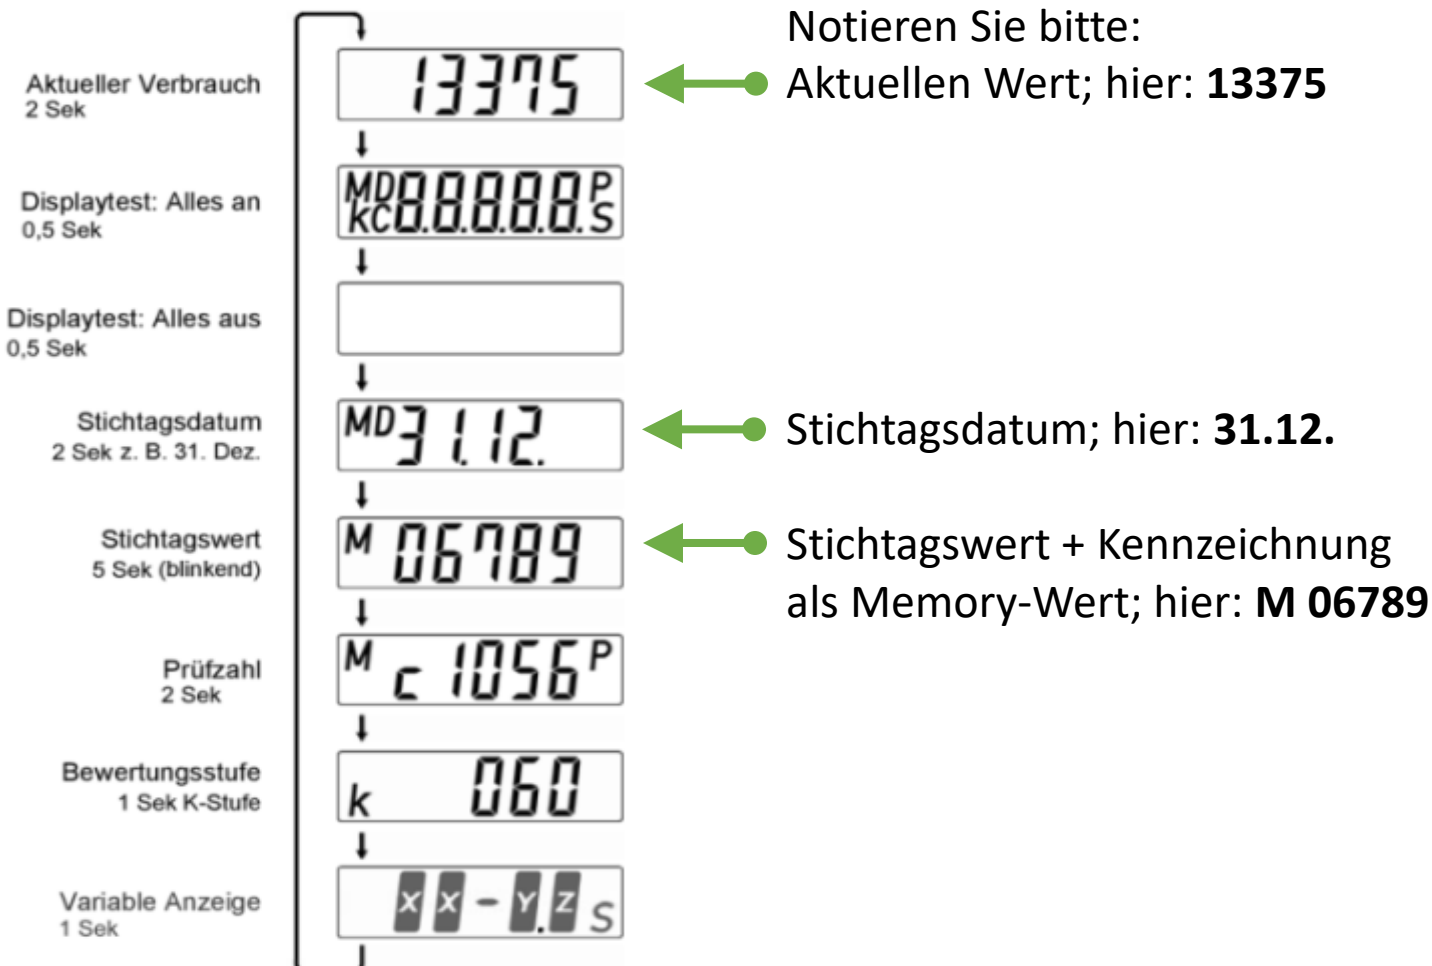 Notieren Sie bitte:
Aktueller Verbrauch
2 Sek
13375
Aktuellen Wert; hier: 13375
Displaytest: Alles an
0,5 Sek
MD 8.8.8.8.8. P
kC S
Displaytest: Alles aus
0,5 Sek
Stichtagsdatum
2 Sek z. B. 31. Dez.
MD 31.12.
Stichtagsdatum; hier: 31.12.
Stichtagswert
5 Sek (blinkend)
M 06789
Stichtagswert + Kennzeichnung
als Memory-Wert; hier: M 06789
Prüfzahl
2 Sek
M c 1056 P
Bewertungsstufe
1 Sek K-Stufe
k 060
Variable Anzeige
1 Sek
X X - Y.Z S